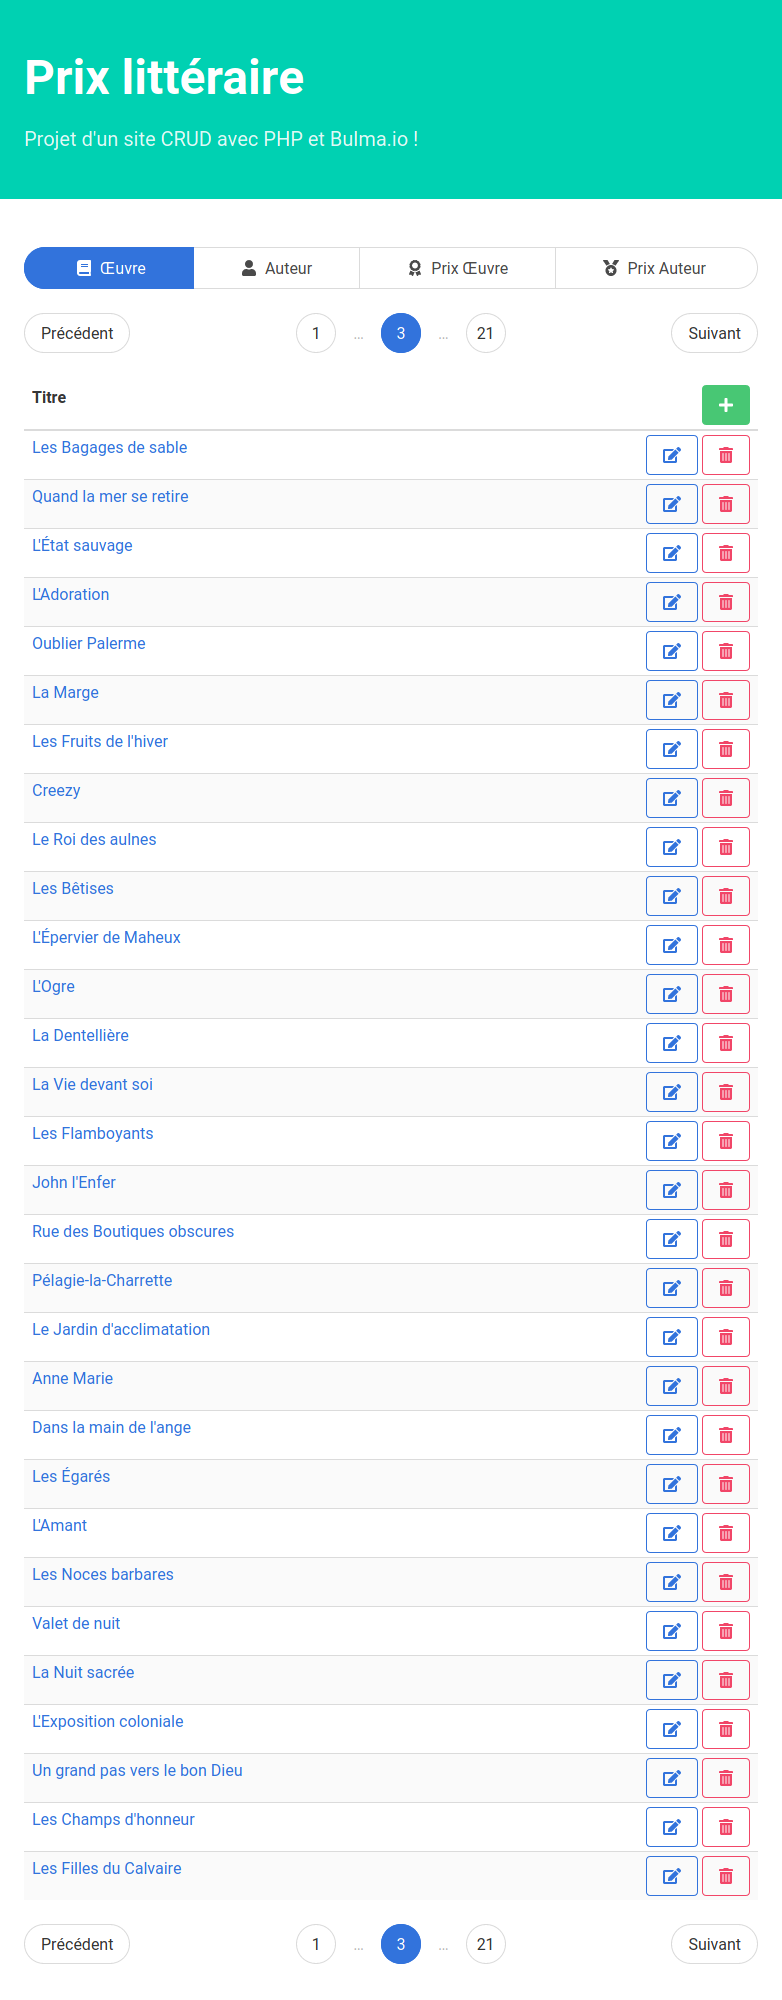 Prix littéraire
Projet d'un site CRUD avec PHP et Bulma.io !
Œuvre Auteur Prix Œuvre Prix Auteur
Précédent 1 … 3 … 21 Suivant
Titre
Les Bagages de sable
Quand la mer se retire
L'État sauvage
L'Adoration
Oublier Palerme
La Marge
Les Fruits de l'hiver
Creezy
Le Roi des aulnes
Les Bêtises
L'Épervier de Maheux
L'Ogre
La Dentellière
La Vie devant soi
Les Flamboyants
John l'Enfer
Rue des Boutiques obscures
Pélagie-la-Charrette
Le Jardin d'acclimatation
Anne Marie
Dans la main de l'ange
Les Égarés
L'Amant
Les Noces barbares
Valet de nuit
La Nuit sacrée
L'Exposition coloniale
Un grand pas vers le bon Dieu
Les Champs d'honneur
Les Filles du Calvaire
Précédent 1 … 3 … 21 Suivant